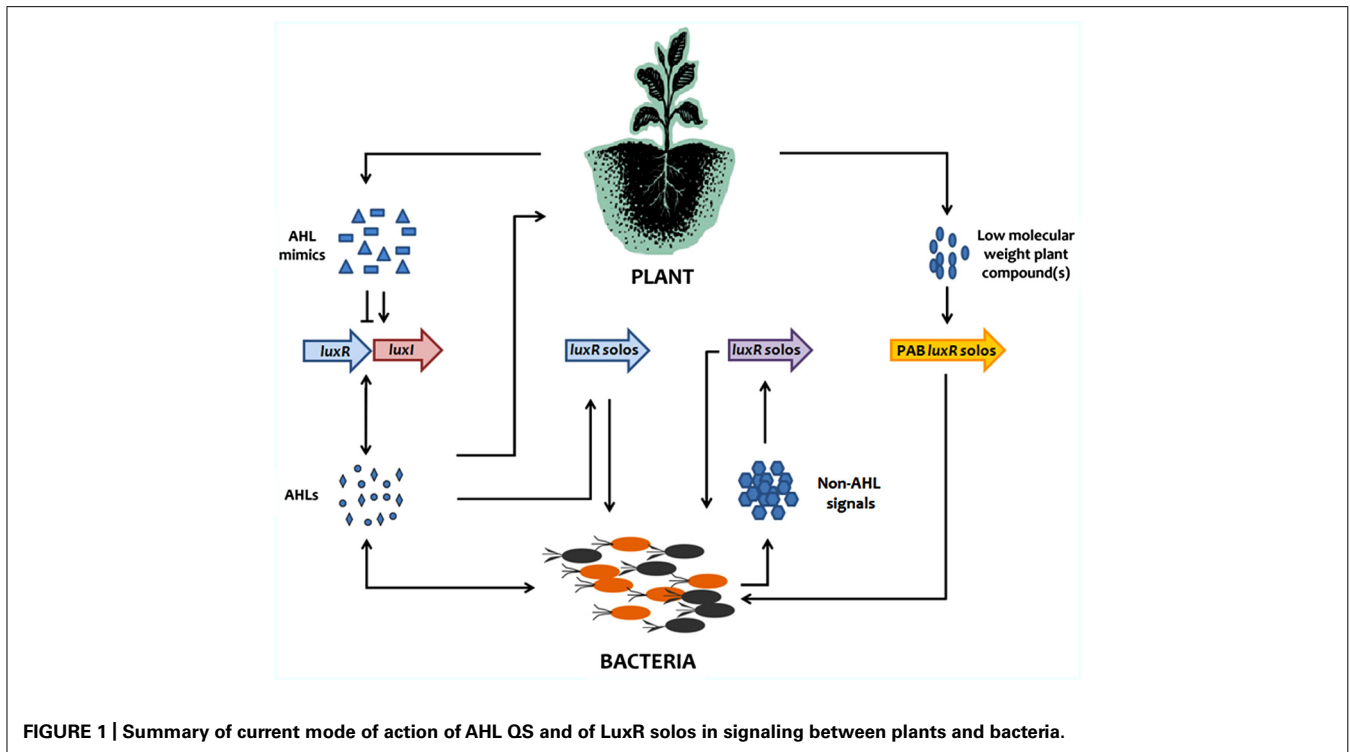 PLANT
AHL
mimics
Low molecular
weight plant
compound(s)
luxR
luxI
luxR solos
luxR solos
PAB luxR solos
AHLs
Non-AHL
signals
BACTERIA
FIGURE 1 | Summary of current mode of action of AHL QS and of LuxR solos in signaling between plants and bacteria.